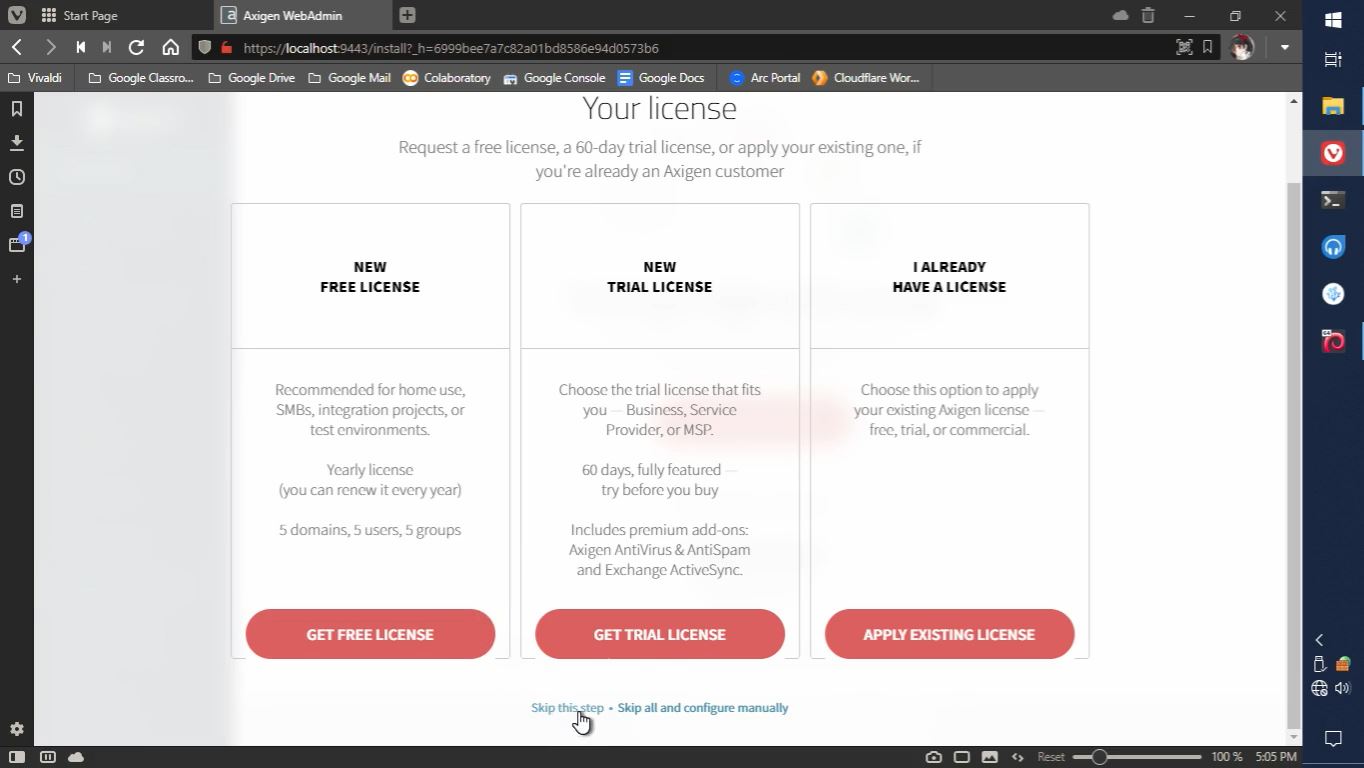 Start Page
Axigen WebAdmin
https://localhost:9443/install?_h=6999bee7a7c82a01bd8586e94d0573b6
Vivaldi
Google Classro...
Google Drive
Google Mail
Colaboratory
Google Console
Google Docs
Arc Portal
Cloudflare Wor...
1
Your license
Request a free license, a 60-day trial license, or apply your existing one, if
you're already an Axigen customer
NEW
FREE LICENSE
Recommended for home use,
SMBs, integration projects, or
test environments.
Yearly license
(you can renew it every year)
5 domains, 5 users, 5 groups
GET FREE LICENSE
NEW
TRIAL LICENSE
Choose the trial license that fits
you — Business, Service
Provider, or MSP.
60 days, fully featured —
try before you buy
Includes premium add-ons:
Axigen AntiVirus & AntiSpam
and Exchange ActiveSync.
GET TRIAL LICENSE
I ALREADY
HAVE A LICENSE
Choose this option to apply
your existing Axigen license —
free, trial, or commercial.
APPLY EXISTING LICENSE
Skip this step • Skip all and configure manually
Reset
100 %
5:05 PM